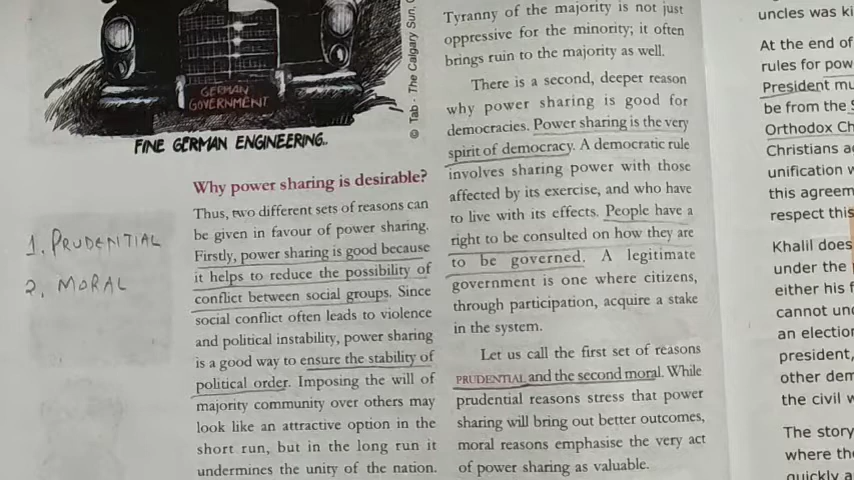 GERMAN
GOVERNMENT
FINE GERMAN ENGINEERING..
© Tab - The Calgary Sun,
1. PRUDENTIAL
2. MORAL
Why power sharing is desirable?
Thus, two different sets of reasons can
be given in favour of power sharing.
Firstly, power sharing is good because
it helps to reduce the possibility of
conflict between social groups. Since
social conflict often leads to violence
and political instability, power sharing
is a good way to ensure the stability of
political order. Imposing the will of
majority community over others may
look like an attractive option in the
short run, but in the long run it
undermines the unity of the nation.
Tyranny of the majority is not just
oppressive for the minority; it often
brings ruin to the majority as well.
There is a second, deeper reason
why power sharing is good for
democracies. Power sharing is the very
spirit of democracy. A democratic rule
involves sharing power with those
affected by its exercise, and who have
to live with its effects. People have a
right to be consulted on how they are
to be governed. A legitimate
government is one where citizens,
through participation, acquire a stake
in the system.
Let us call the first set of reasons
PRUDENTIAL and the second moral. While
prudential reasons stress that power
sharing will bring out better outcomes,
moral reasons emphasise the very act
of power sharing as valuable.
uncles was
At the end of
rules for
President
be from the
Orthodox
Christians
unification
this
respect this
Khalil does
under the
either his
cannot
an election
president,
other
the civil
The story
where
quickly